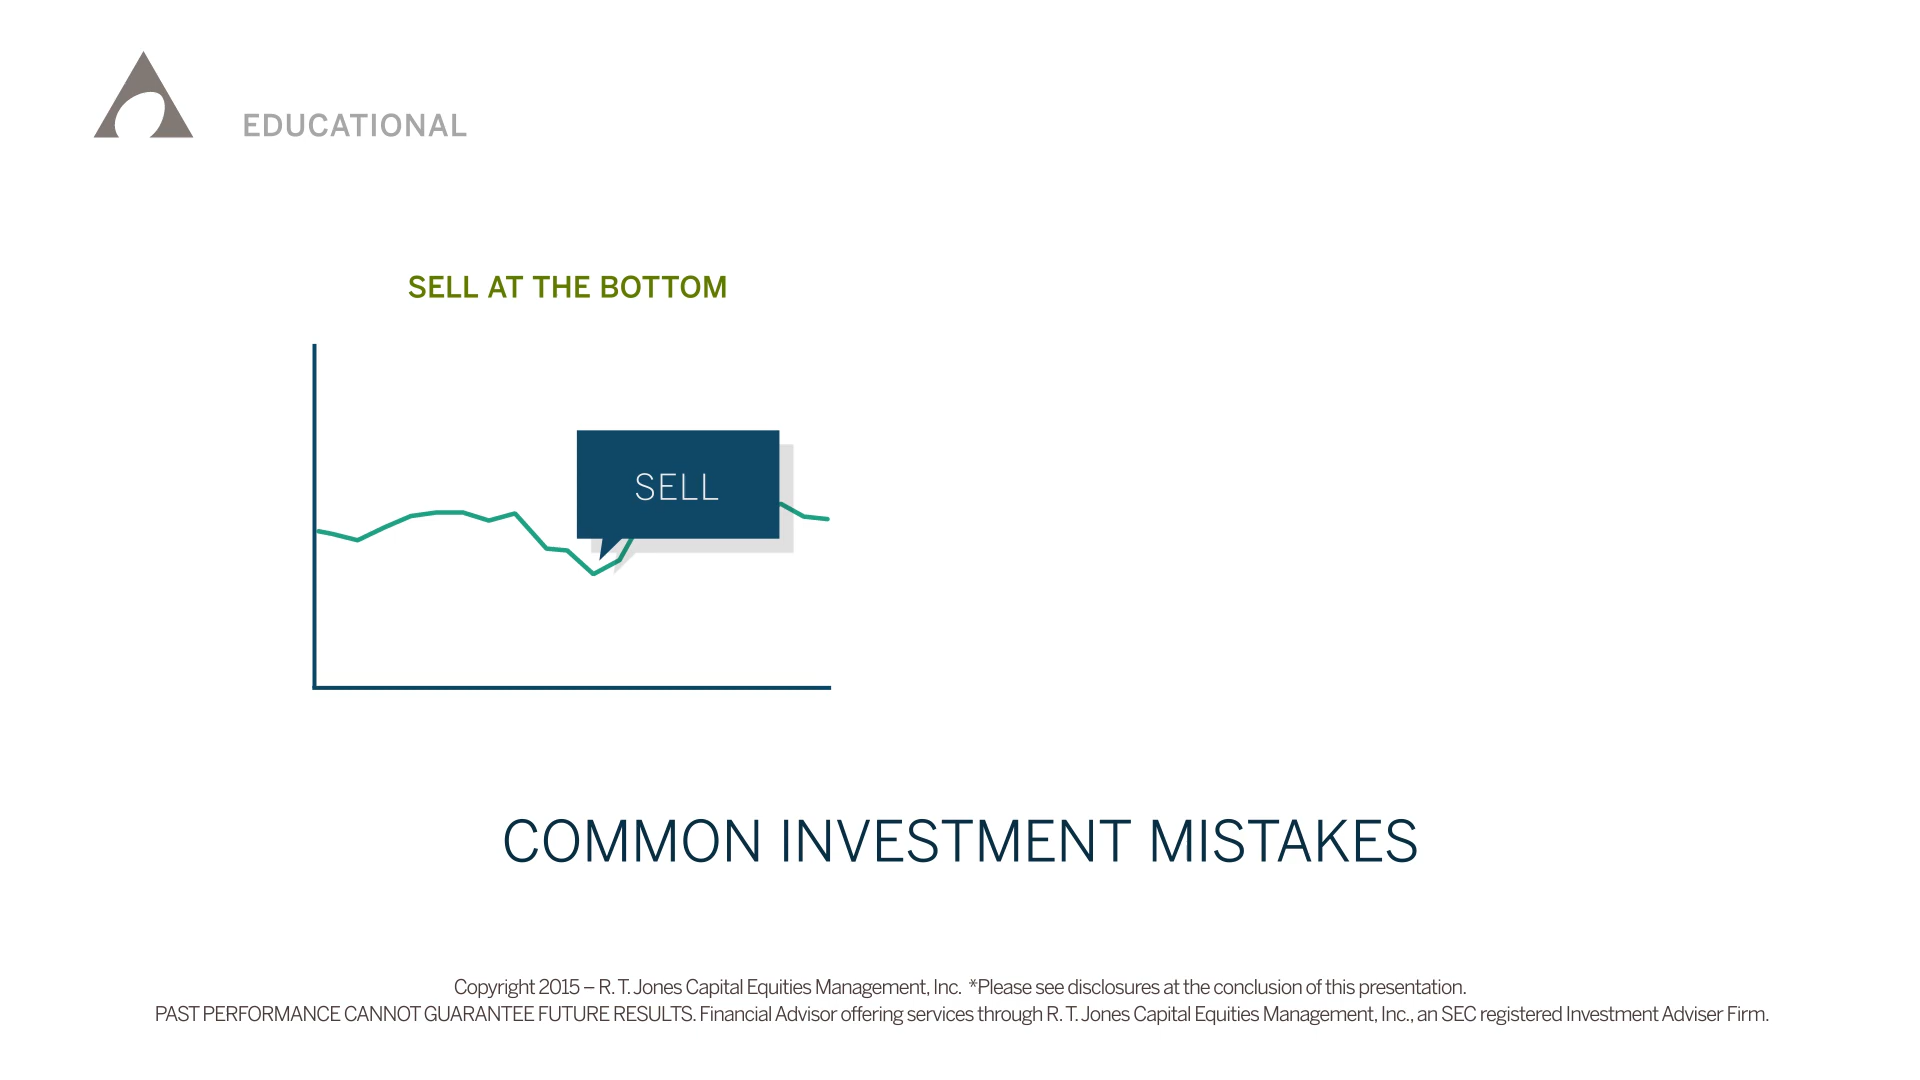 EDUCATIONAL
SELL AT THE BOTTOM
SELL
COMMON INVESTMENT MISTAKES
Copyright 2015 – R. T. Jones Capital Equities Management, Inc. *Please see disclosures at the conclusion of this presentation.
PAST PERFORMANCE CANNOT GUARANTEE FUTURE RESULTS. Financial Advisor offering services through R. T. Jones Capital Equities Management, Inc., an SEC registered Investment Adviser Firm.